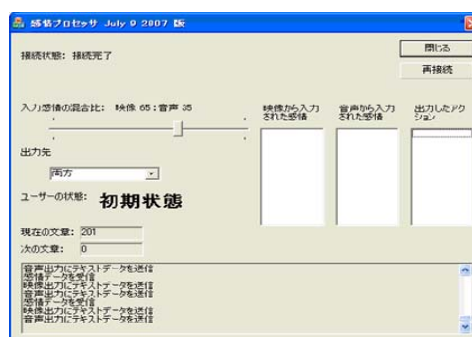 感情プロセッサ July 9 2007 版
接続状態: 接続完了
閉じる
再接続
入力感情の混合比: 映像 65 : 音声 35
映像から入力
された感情
音声から入力
された感情
出力したアク
ション
出力先
両方
ユーザーの状態: 初期状態
現在の文章: 201
次の文章: 0
音声出力にテキストデータを送信
感情データを受信
映像出力にテキストデータを送信
音声出力にテキストデータを送信
感情データを受信
映像出力にテキストデータを送信
音声出力にテキストデータを送信